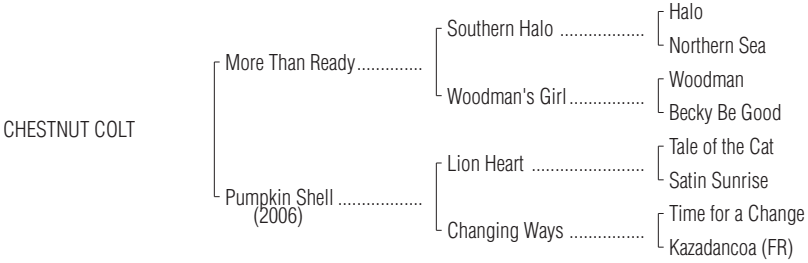 Halo
Southern Halo ..................
Northern Sea
More Than Ready..............
Woodman
Woodman's Girl................
Becky Be Good
CHESTNUT COLT
Tale of the Cat
Lion Heart ........................
Satin Sunrise
Pumpkin Shell ..................
(2006)
Time for a Change
Changing Ways ................
Kazadancoa (FR)